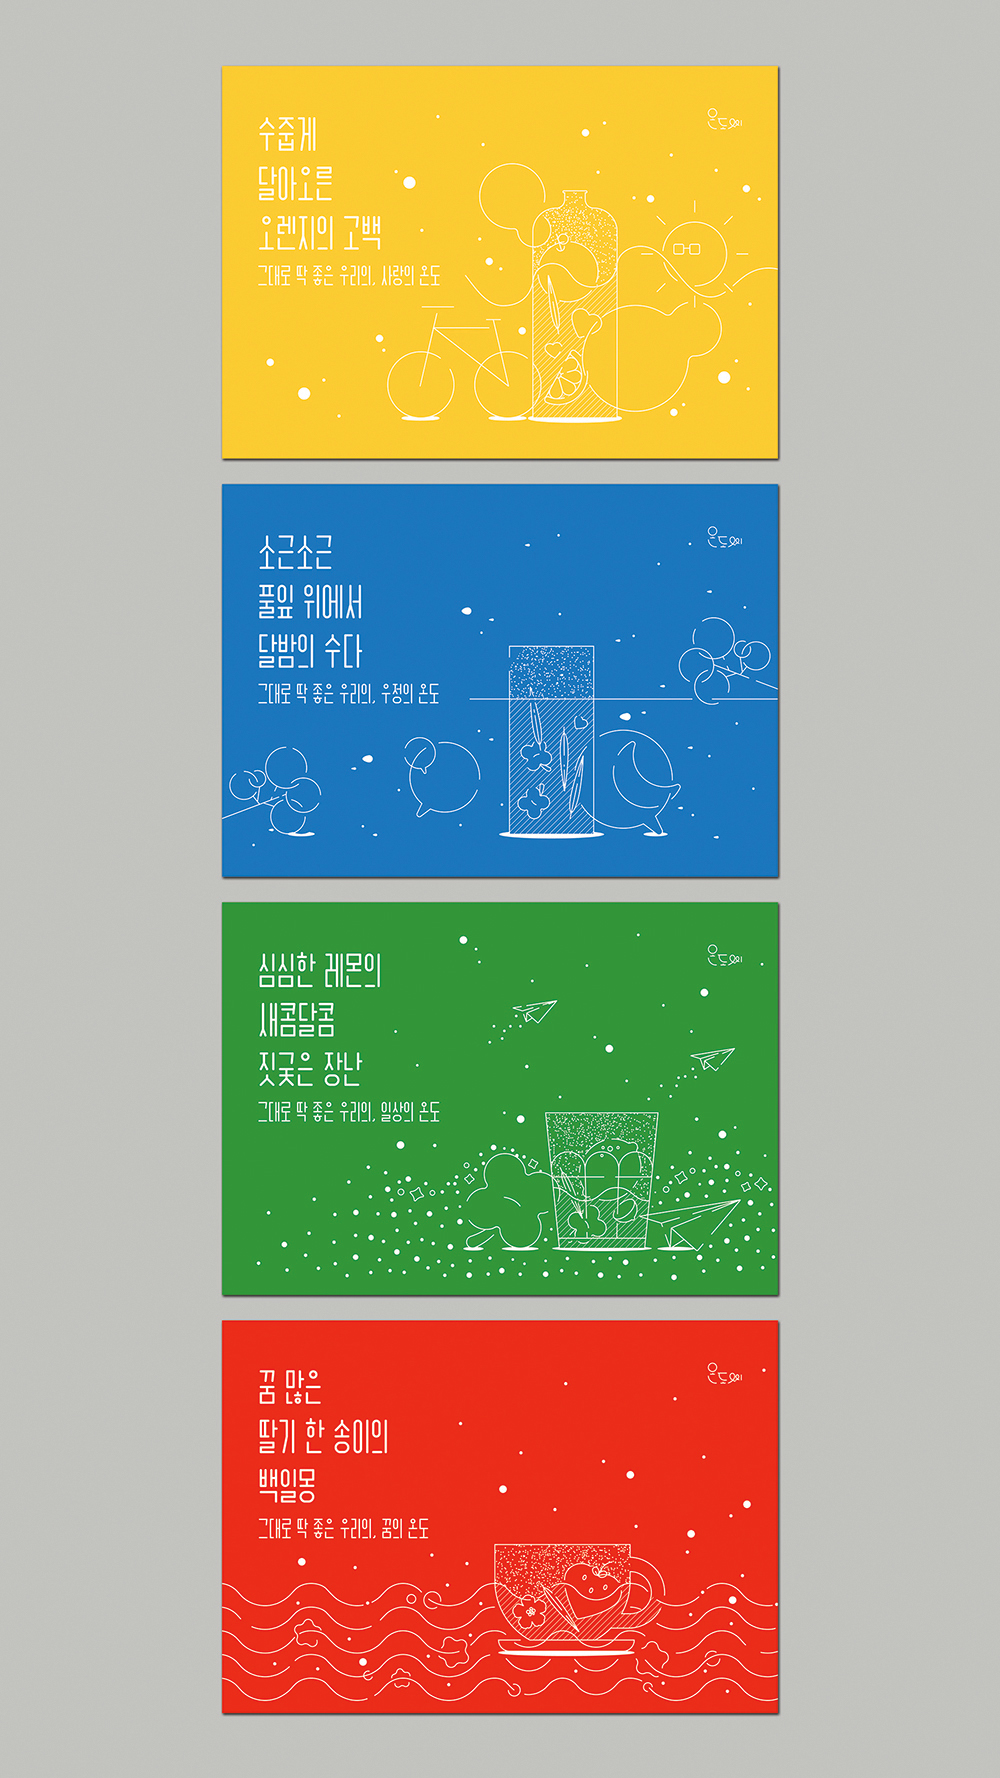 수줍게
달아오른
오렌지의 고백
그대로 딱 좋은 우리의, 사랑의 온도
소근소근
풀잎 위에서
달밤의 수다
그대로 딱 좋은 우리의, 우정의 온도
심심한 레몬의
새콤달콤
짓궂은 장난
그대로 딱 좋은 우리의, 일상의 온도
꿈 많은
딸기 한 송이의
백일몽
그대로 딱 좋은 우리의, 꿈의 온도